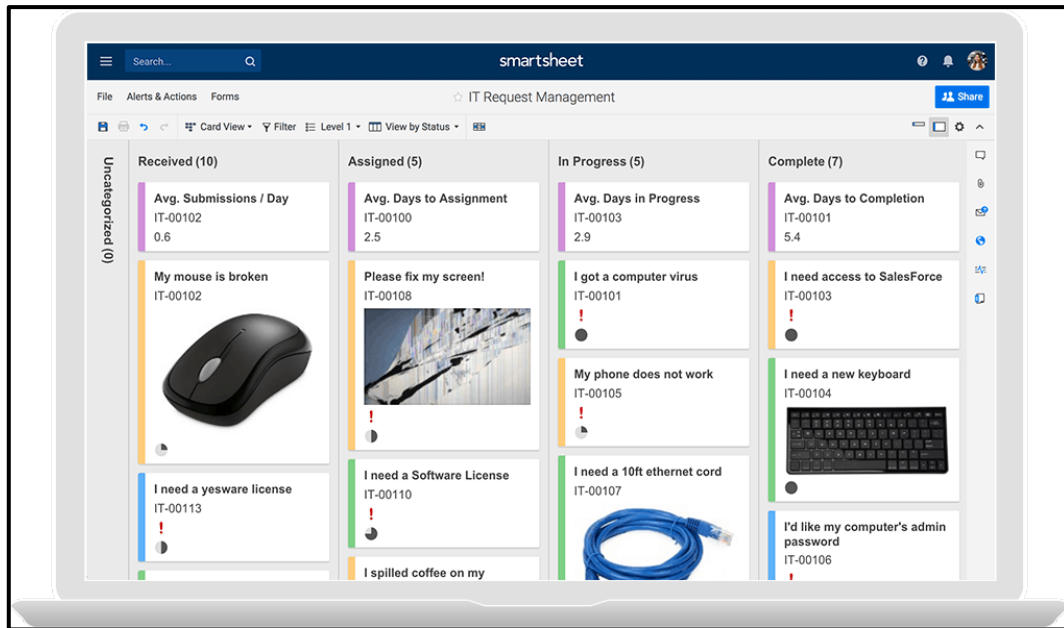 Search...
smartsheet
File Alerts & Actions Forms
IT Request Management
Share
Card View Filter Level 1 View by Status
Uncategorized (0)
Received (10)
Avg. Submissions / Day
IT-00102
0.6
My mouse is broken
IT-00102
I need a yesware license
IT-00113
!
Assigned (5)
Avg. Days to Assignment
IT-00100
2.5
Please fix my screen!
IT-00108
!
I need a Software License
IT-00110
!
I spilled coffee on my
In Progress (5)
Avg. Days in Progress
IT-00103
2.9
I got a computer virus
IT-00101
!
My phone does not work
IT-00105
!
I need a 10ft ethernet cord
IT-00107
Complete (7)
Avg. Days to Completion
IT-00101
5.4
I need access to SalesForce
IT-00103
!
I need a new keyboard
IT-00104
I'd like my computer's admin
password
IT-00106
!